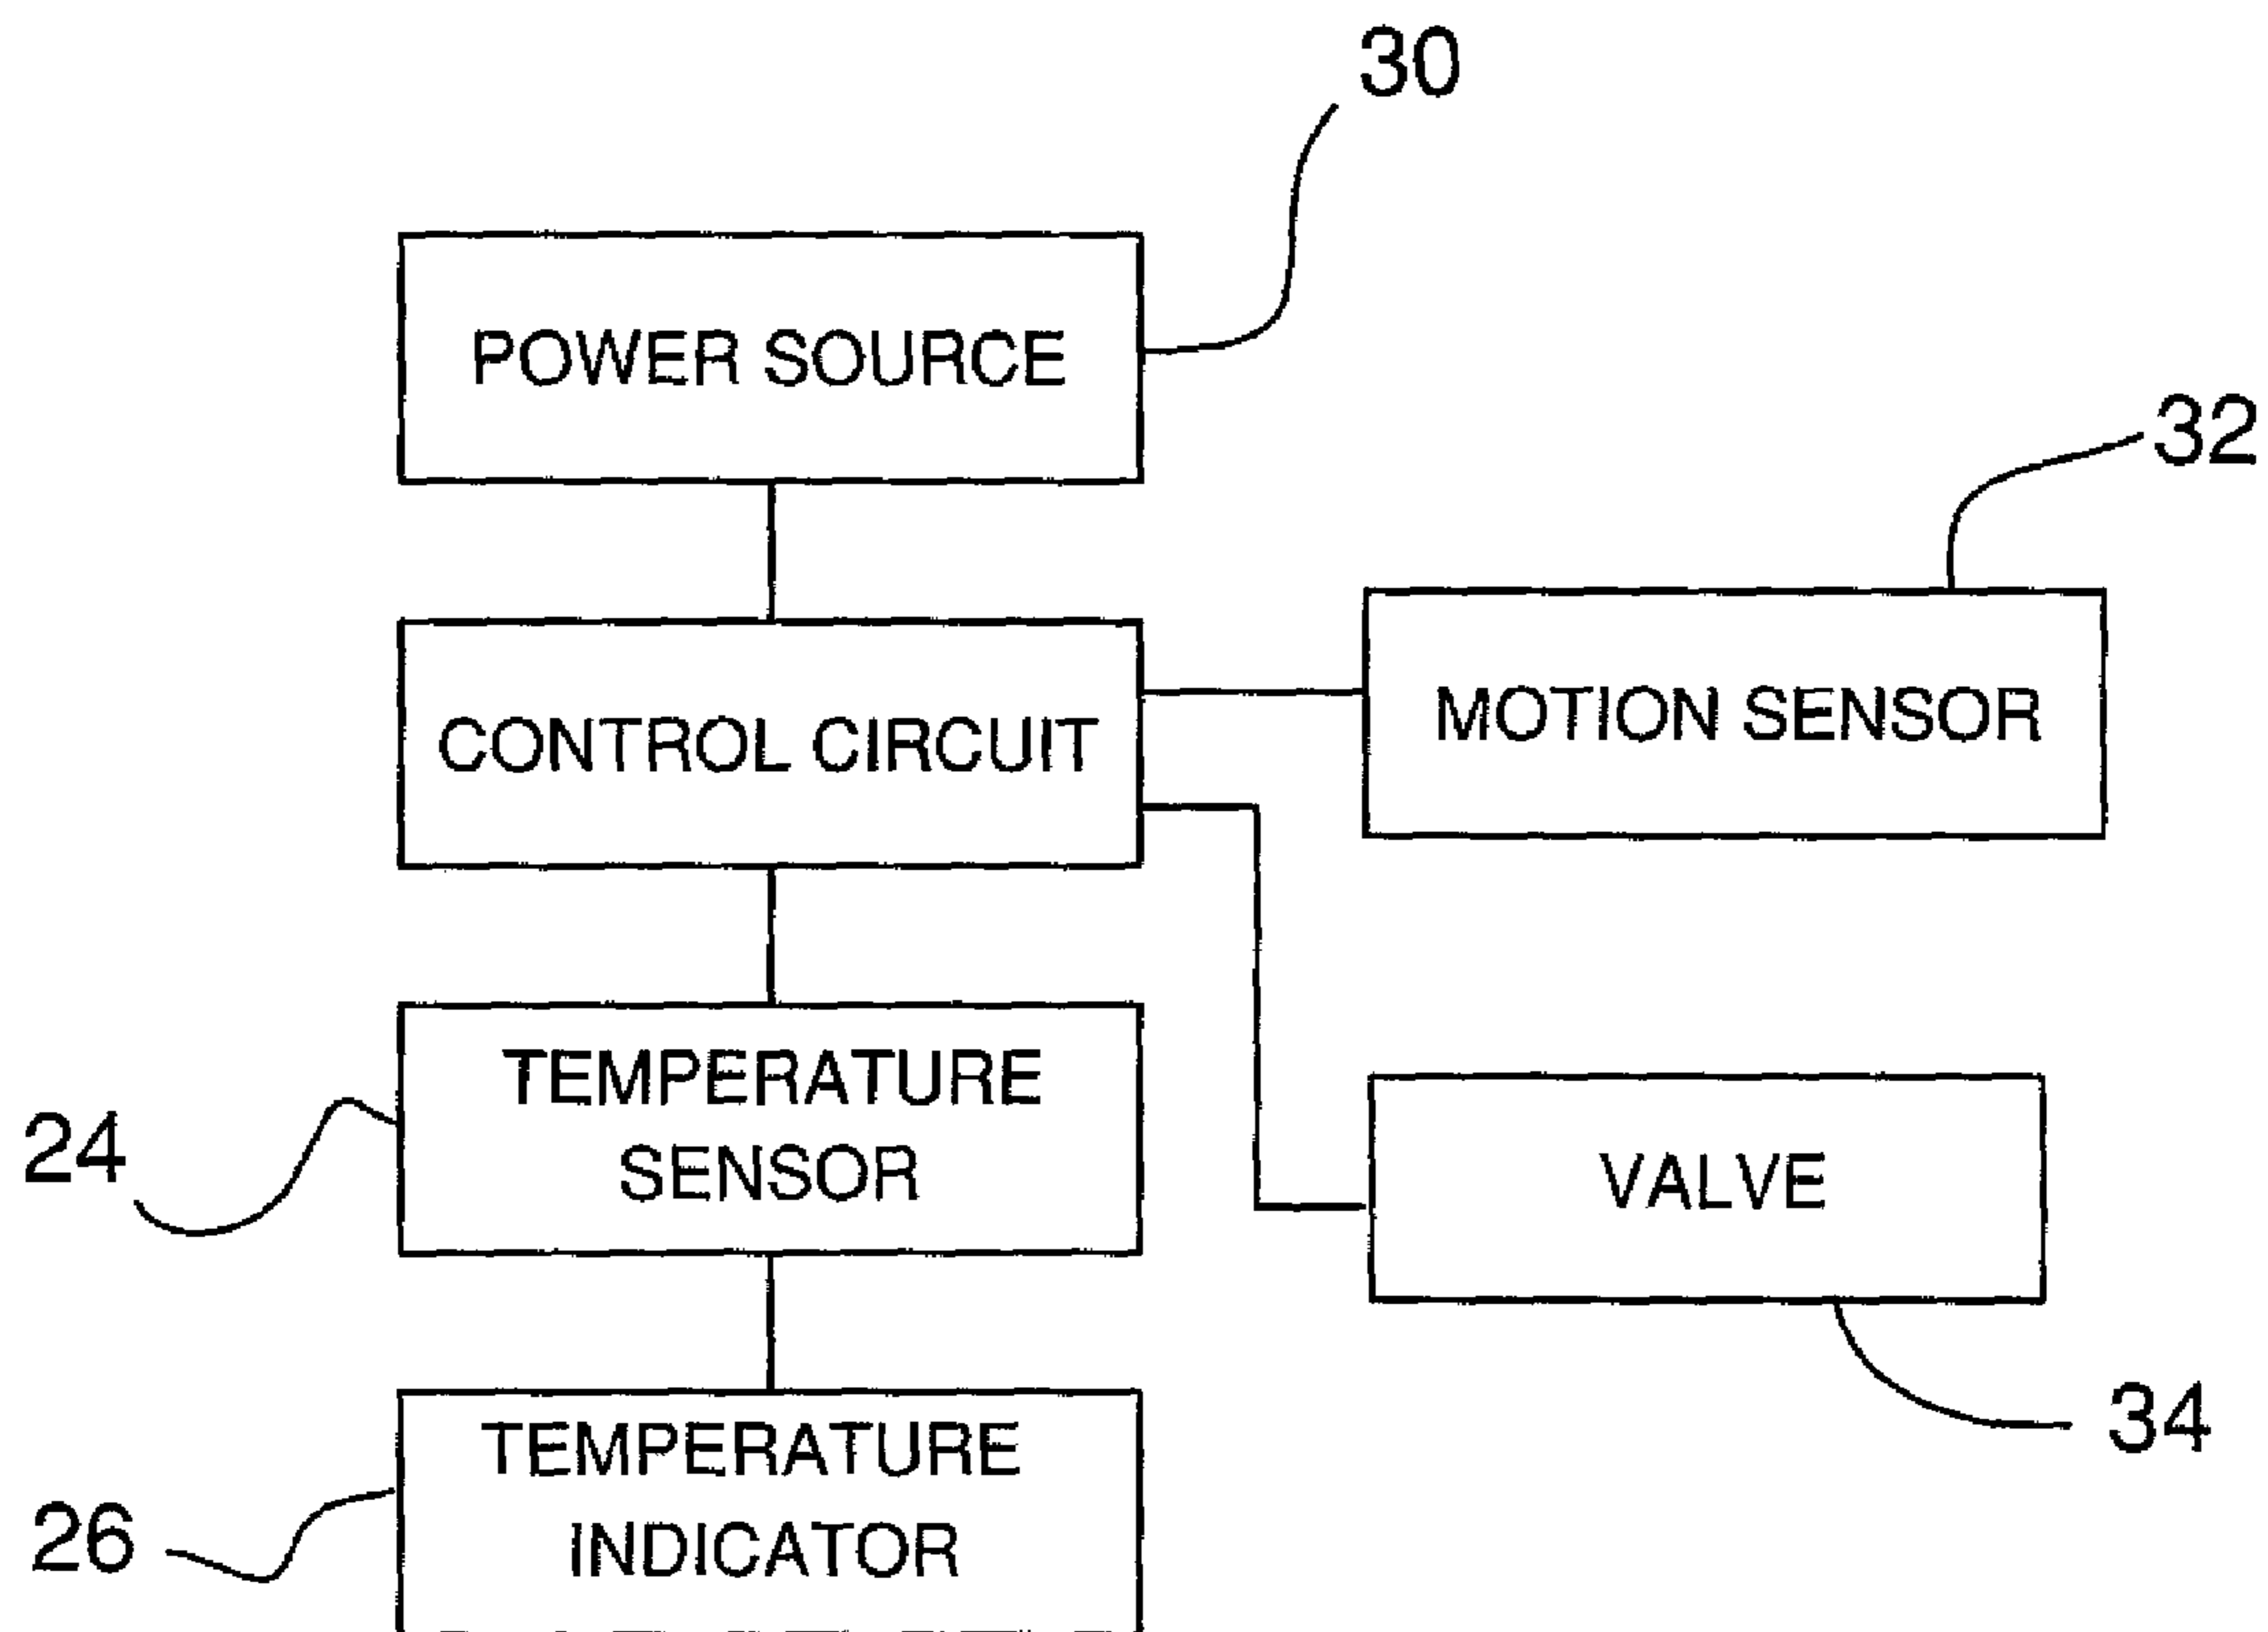 30
POWER SOURCE
32
CONTROL CIRCUIT
MOTION SENSOR
24
TEMPERATURE
SENSOR
VALVE
34
26
TEMPERATURE
INDICATOR